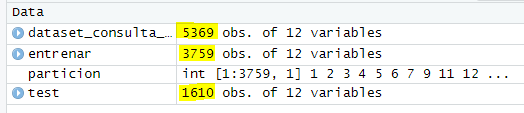 Data
dataset_consulta_… 5369 obs. of 12 variables
entrenar 3759 obs. of 12 variables
particion int [1:3759, 1] 1 2 3 4 5 6 7 9 11 12 ...
test 1610 obs. of 12 variables